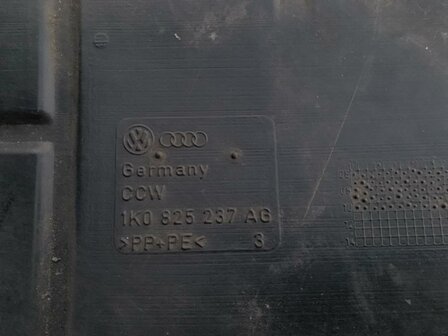 Germany
CCW
1K0 825 237 AG
>PP+PE< 3